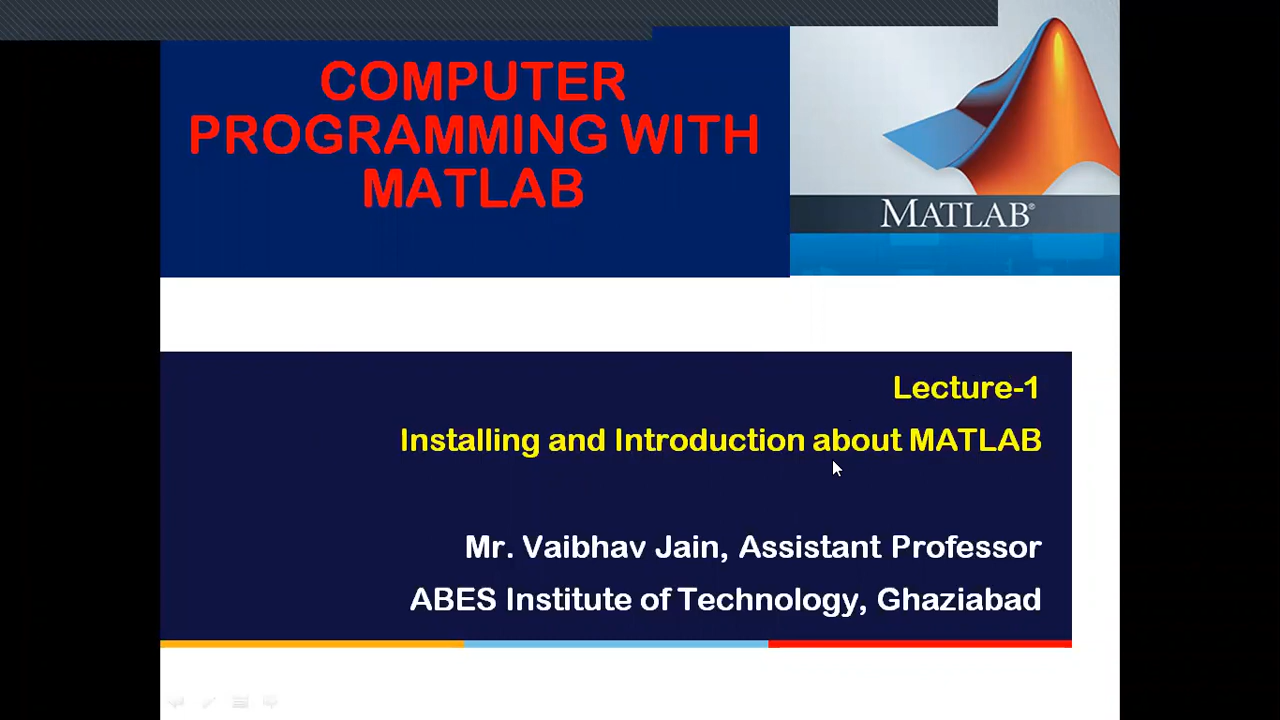 COMPUTER
PROGRAMMING WITH
MATLAB
MATLAB®
Lecture-1
Installing and Introduction about MATLAB
Mr. Vaibhav Jain, Assistant Professor
ABES Institute of Technology, Ghaziabad